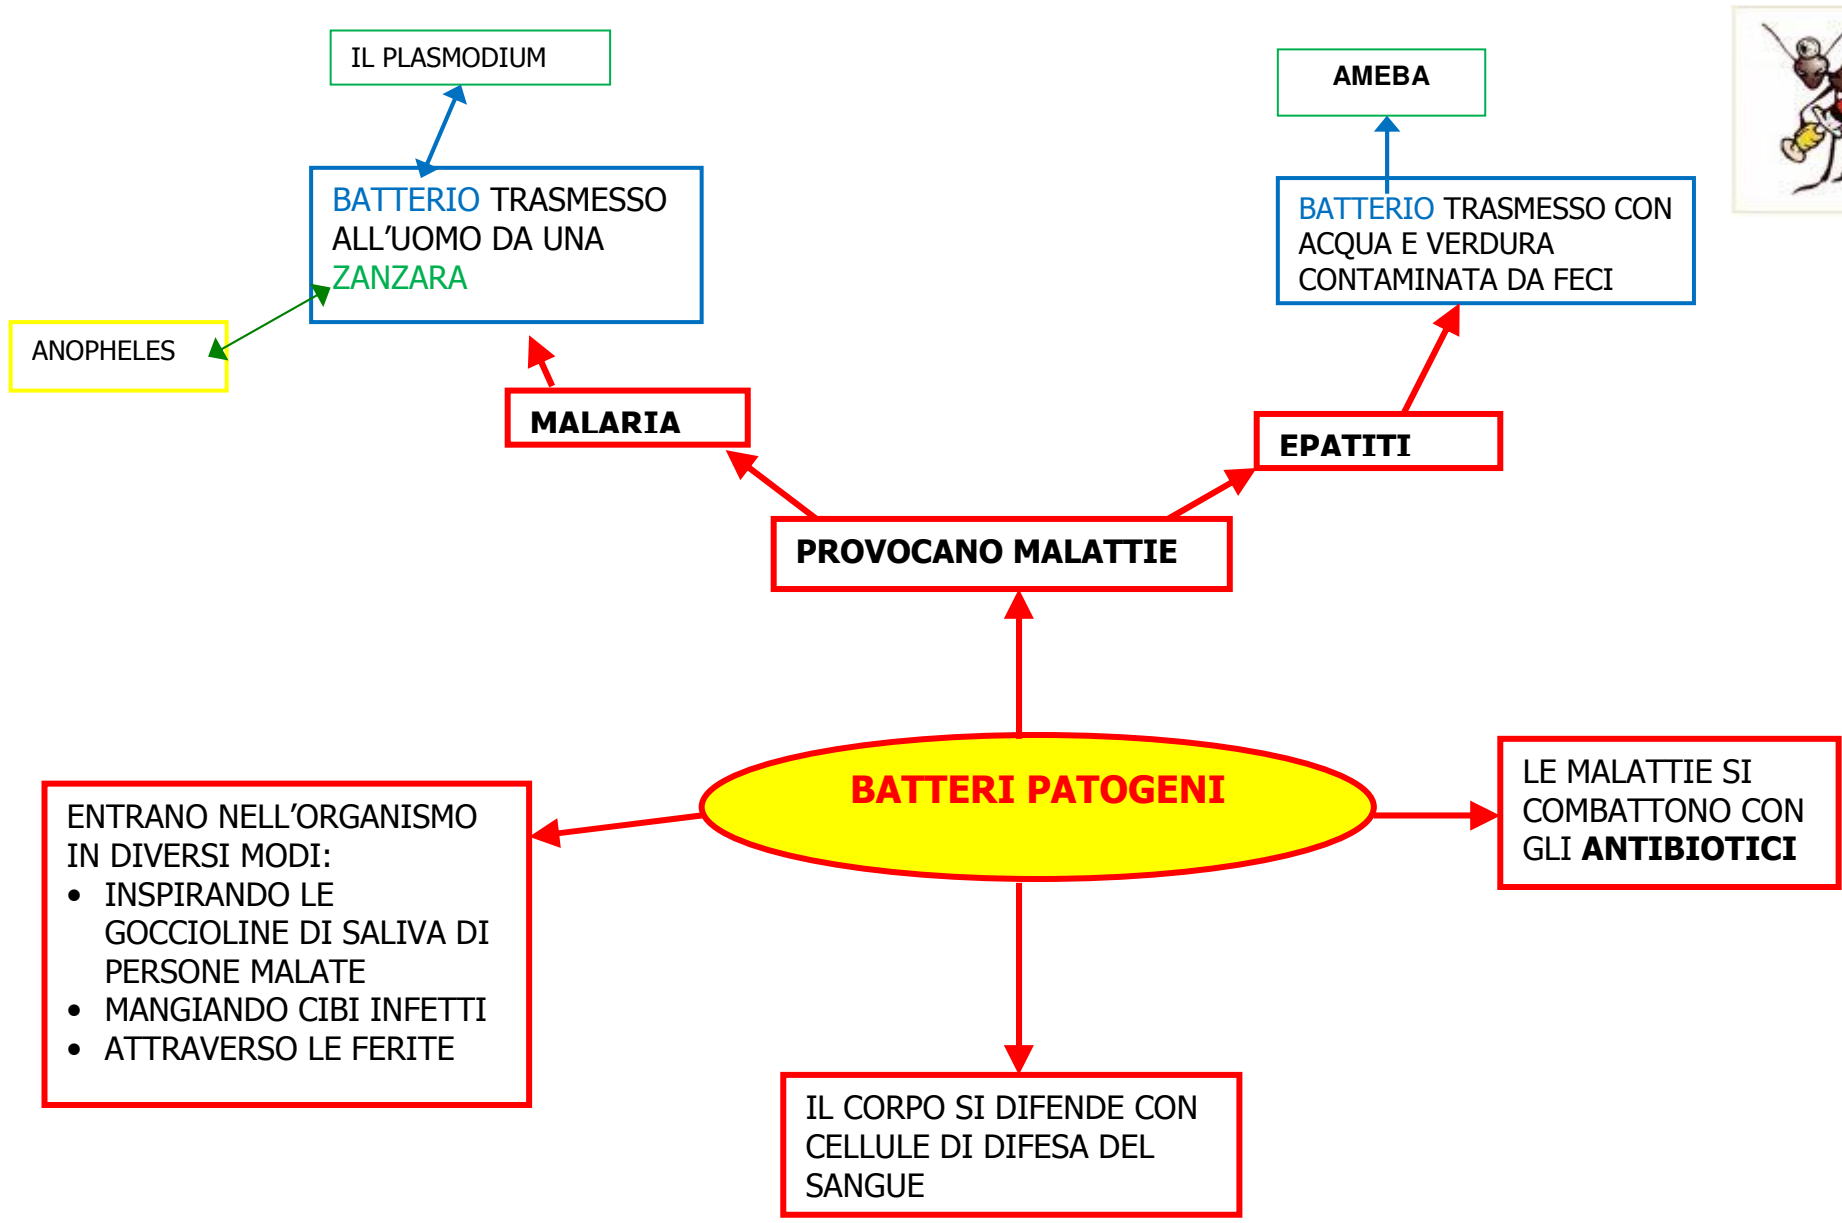 IL PLASMODIUM
AMEBA
BATTERIO TRASMESSO
ALL’UOMO DA UNA
ZANZARA
BATTERIO TRASMESSO CON
ACQUA E VERDURA
CONTAMINATA DA FECI
ANOPHELES
MALARIA
EPATITI
PROVOCANO MALATTIE
BATTERI PATOGENI
LE MALATTIE SI
COMBATTONO CON
GLI ANTIBIOTICI
ENTRANO NELL’ORGANISMO
IN DIVERSI MODI:
• INSPIRANDO LE
GOCCIOLINE DI SALIVA DI
PERSONE MALATE
• MANGIANDO CIBI INFETTI
• ATTRAVERSO LE FERITE
IL CORPO SI DIFENDE CON
CELLULE DI DIFESA DEL
SANGUE